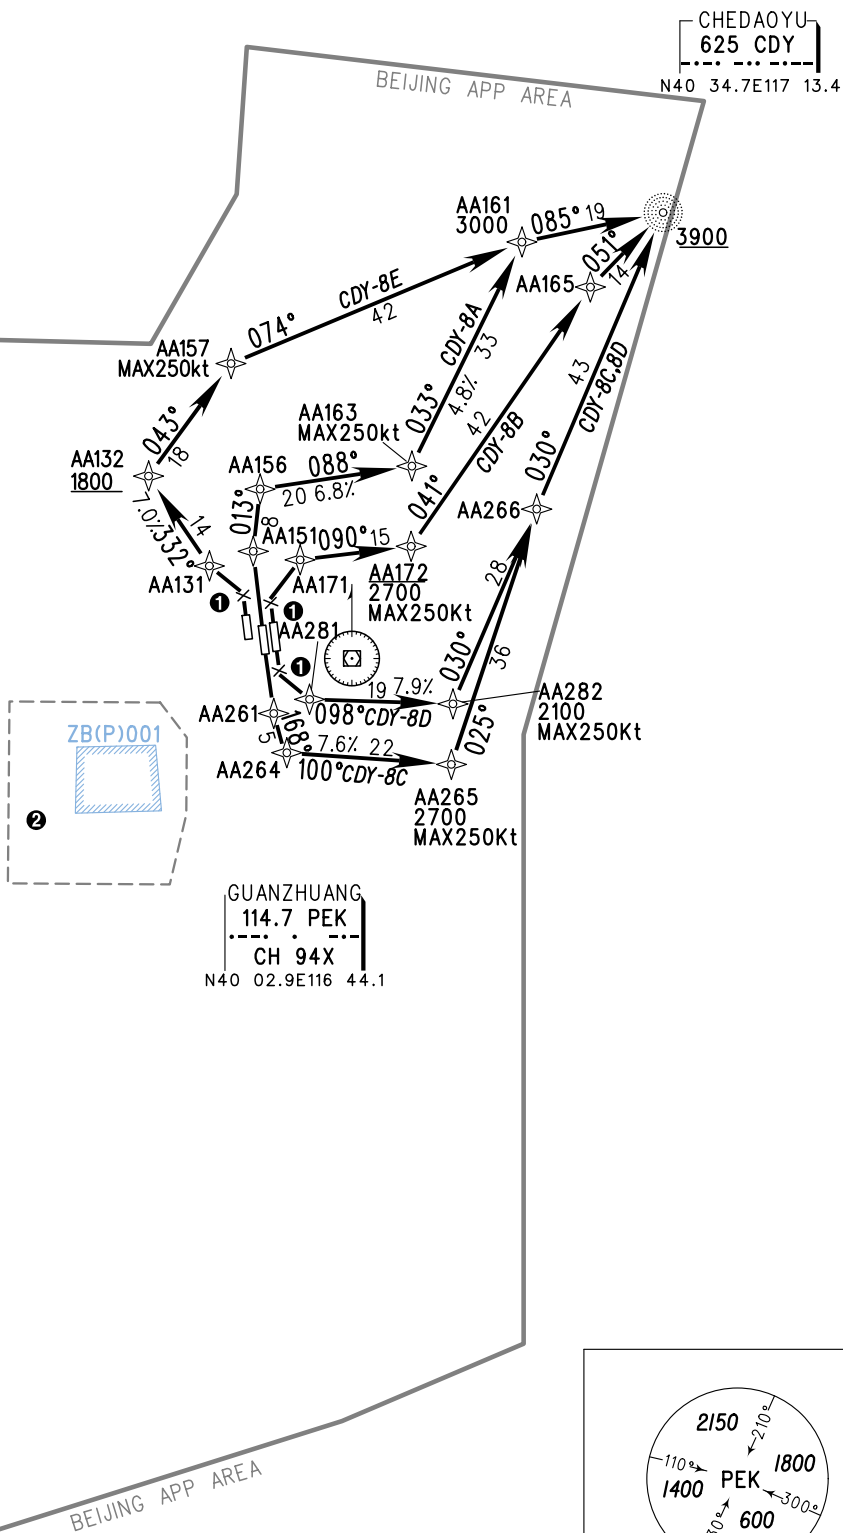 CHEDAOYU
625 CDY
N40 34.7E117 13.4
BEIJING APP AREA
AA161
3000
085° 19
3900
051°
14
AA165
CDY-8E
42
074°
AA157
MAX250kt
CDY-8A
33
4.8%
033°
43
CDY-8C,8D
42
CDY-8B
043°
18
AA163
MAX250kt
AA132
1800
AA156
088°
20 6.8%
030°
041°
AA266
7.0%
332°
14
013°
8
AA151
090° 15
AA131
AA171
AA172
2700
MAX250Kt
28
❶
❶
AA281
❶
030°
36
19 7.9%
098° CDY-8D
AA282
2100
MAX250Kt
AA261
168°
5
025°
7.6% 22
AA264
100° CDY-8C
AA265
2700
MAX250Kt
ZB(P)001
❷
GUANZHUANG
114.7 PEK
CH 94X
N40 02.9E116 44.1
BEIJING APP AREA
2150
210°
110°
1800
PEK
1400
300°
30°
600